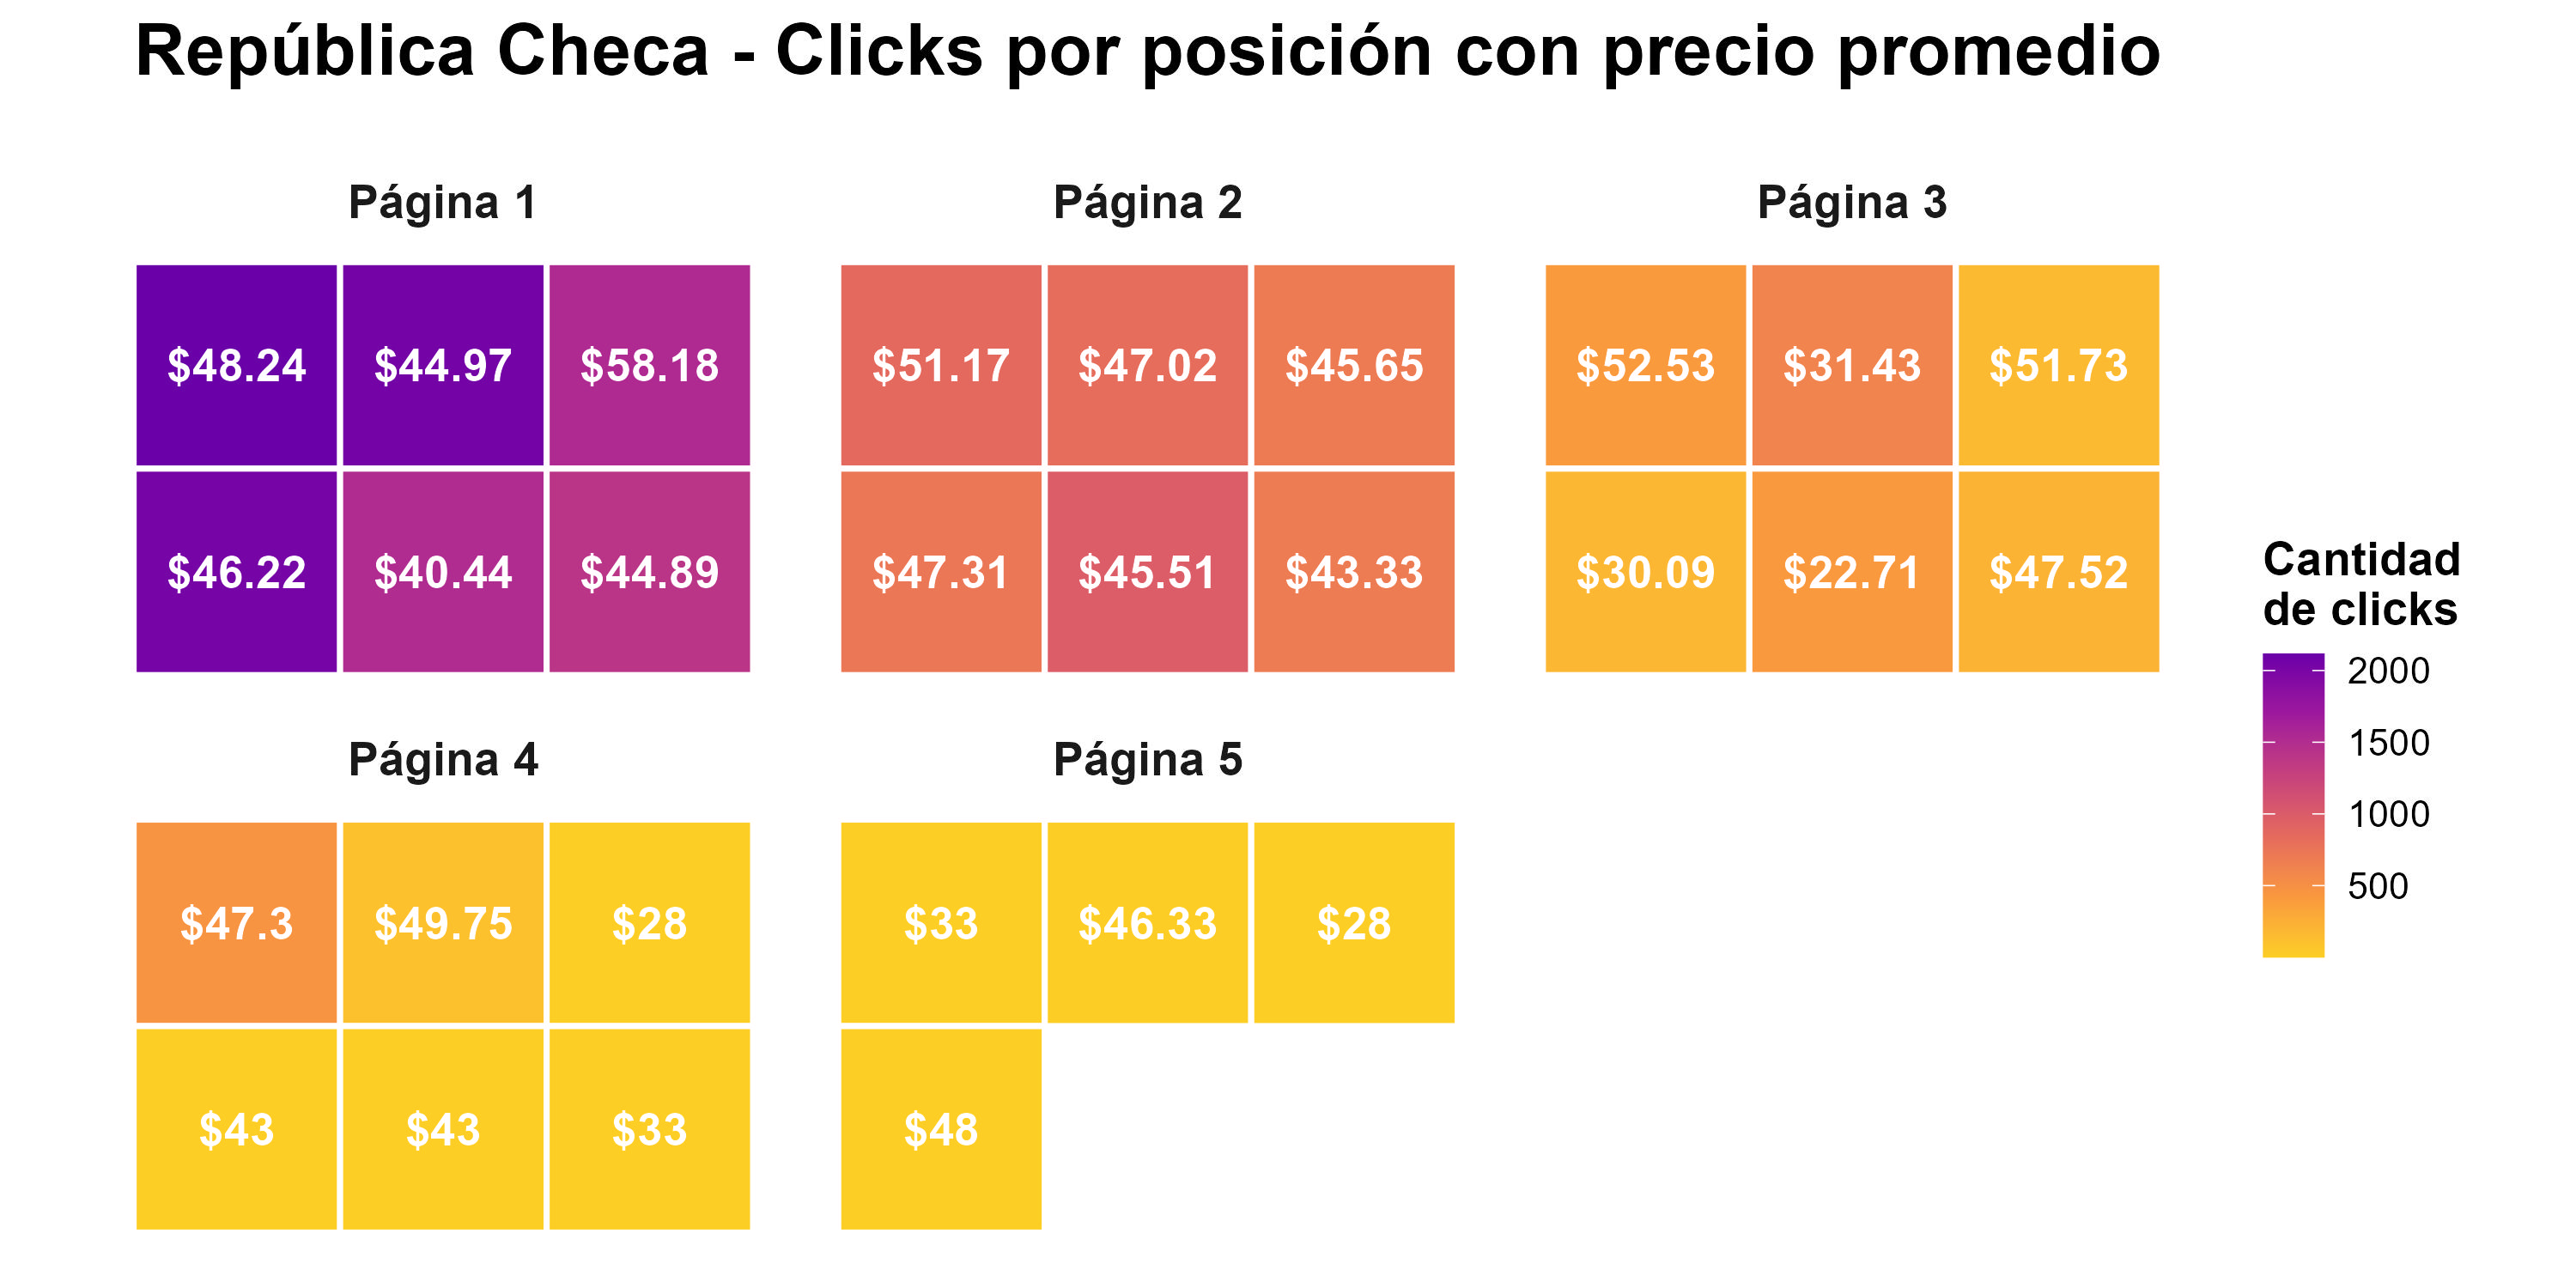 República Checa - Clicks por posición con precio promedio
Página 1
Página 2
Página 3
$48.24 $44.97 $58.18
$46.22 $40.44 $44.89
$51.17 $47.02 $45.65
$47.31 $45.51 $43.33
$52.53 $31.43 $51.73
$30.09 $22.71 $47.52
Página 4
Página 5
$47.3 $49.75 $28
$43 $43 $33
$33 $46.33 $28
$48
Cantidad
de clicks
2000
1500
1000
500